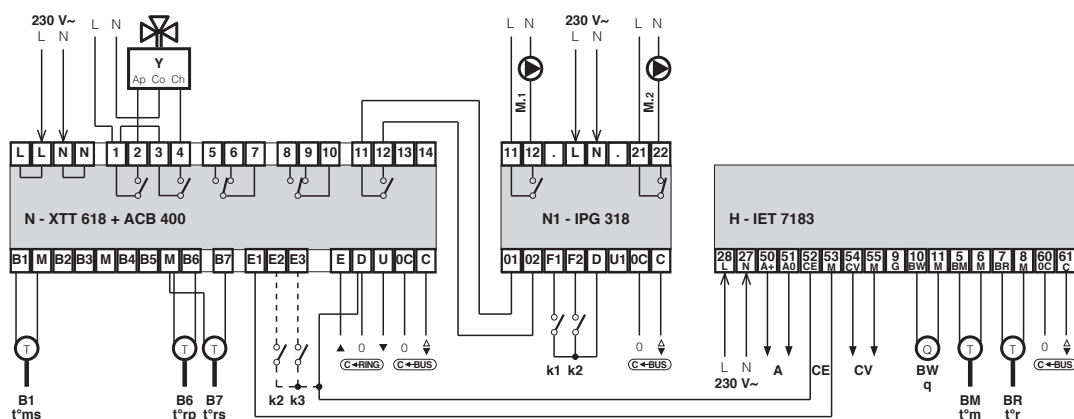 230 V~ L N 230 V~ L N
L N L N L N
Y
Ap Co Ch
M.1 M.2
L L N N 1 2 3 4 5 6 7 8 9 10 11 12 13 14 11 12 . L N . 21 22
N - XTT 618 + ACB 400 N1 - IPG 318 H - IET 7183
B1 M B2 B3 M B4 B5 M B6 B7 E1 E2 E3 E D U 0C C 01 02 F1 F2 D U1 0C C 28 27 50 51 52 53 54 55 9 10 11 5 6 7 8 60 61
L N A+ A0 CE M CV M G BW M BM M BR M 0C C
T T T ▲ 0 ▼ 0 0 Q T T 0
C◄RING C◄BUS C◄BUS C◄BUS
k2 k3 k1 k2
L N A CE CV BW BM BR
230 V~ q t°m t°r
B1 B6 B7
t°ms t°rp t°rs